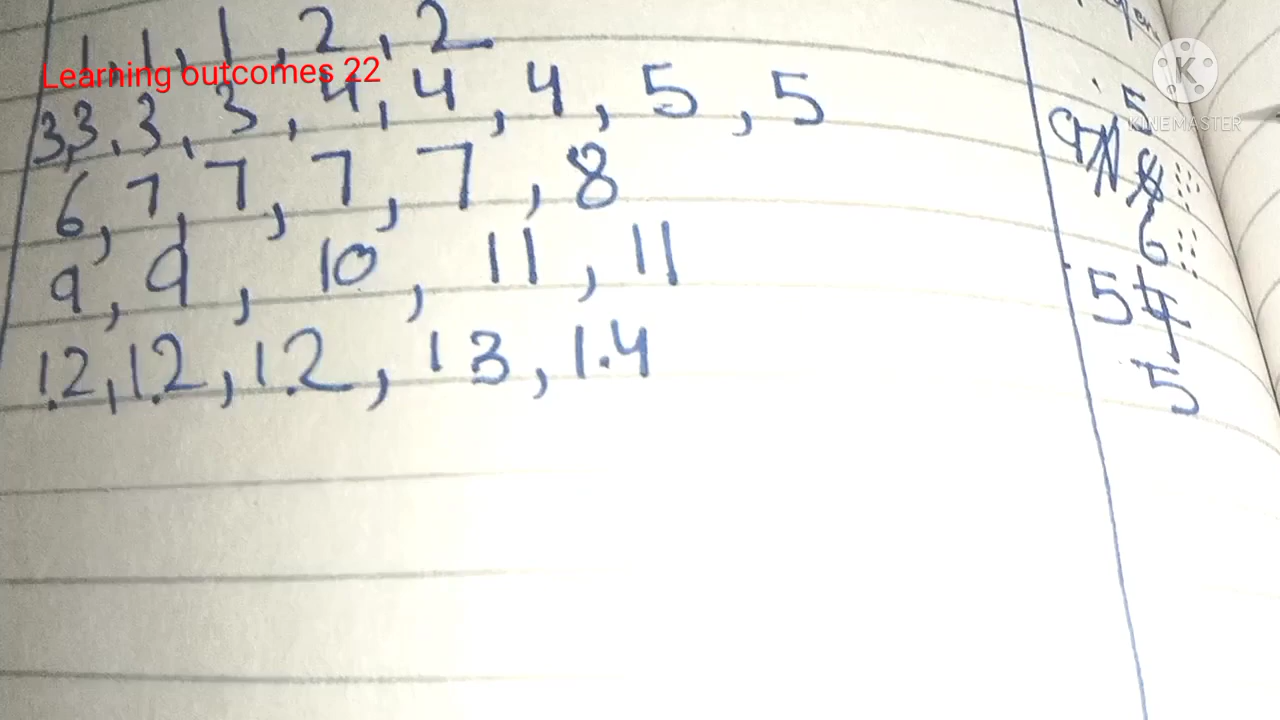 1, 1, 1, 2, 2
Learning outcomes 22
3, 3, 3, 3, 4, 4, 4, 5, 5
6, 7, 7, 7, 7, 8
9, 9, 10, 11, 11
12, 12, 12, 13, 14
K
KINEMASTER
5
6
5
5